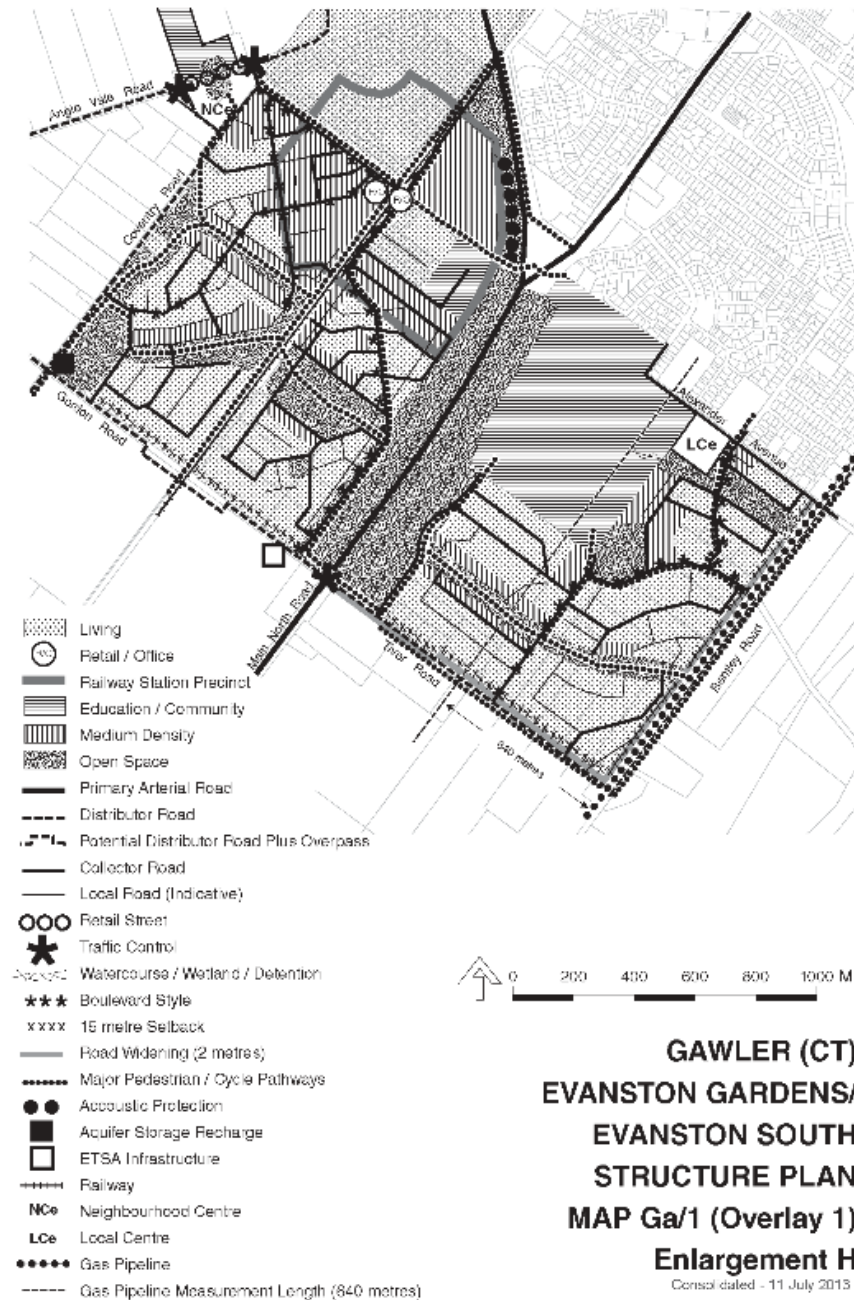 Angle Vale Road
NCe
Coventry Road
R/O
R/O
Gordon Road
Alexander Avenue
LCe
Main North Road
Tiver Road
Bentley Road
640 metres
Living
R/O Retail / Office
Railway Station Precinct
Education / Community
Medium Density
Open Space
Primary Arterial Road
Distributor Road
Potential Distributor Road Plus Overpass
Collector Road
Local Road (Indicative)
Retail Street
Traffic Control
Watercourse / Wetland / Detention
Boulevard Style
xxxx 15 metre Setback
Road Widening (2 metres)
Major Pedestrian / Cycle Pathways
Accoustic Protection
Aquifer Storage Recharge
ETSA Infrastructure
Railway
NCe Neighbourhood Centre
LCe Local Centre
Gas Pipeline
Gas Pipeline Measurement Length (640 metres)
0 200 400 600 800 1000 M
GAWLER (CT)
EVANSTON GARDENS/
EVANSTON SOUTH
STRUCTURE PLAN
MAP Ga/1 (Overlay 1)
Enlargement H
Consolidated - 11 July 2013